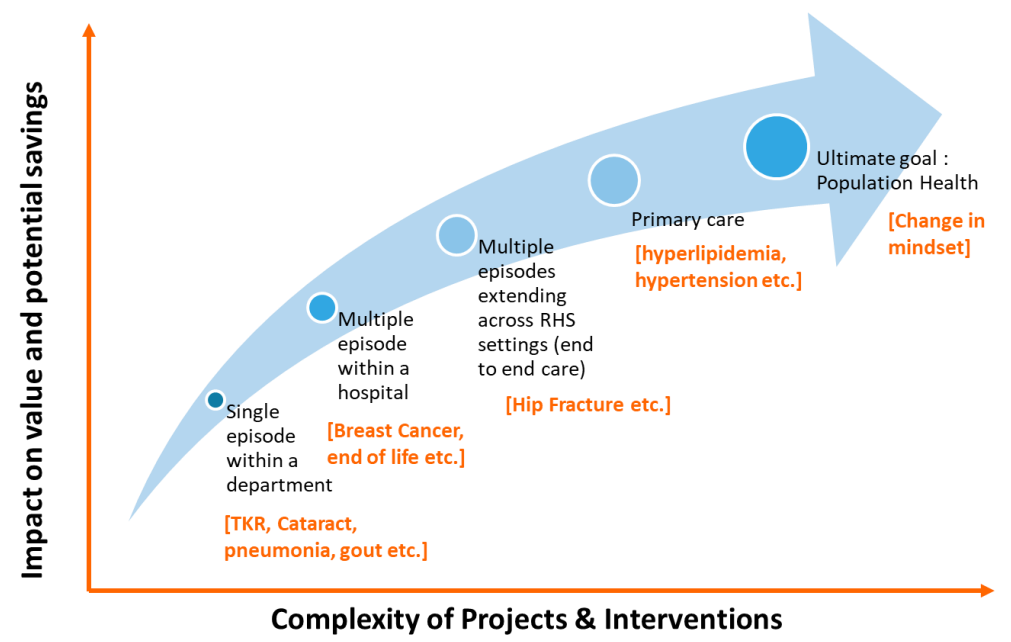 Impact on value and potential savings
Ultimate goal :
Population Health
[Change in
mindset]
Primary care
[hyperlipidemia,
hypertension etc.]
Multiple
episodes
extending
across RHS
settings (end
to end care)
[Hip Fracture etc.]
Multiple
episode
within a
hospital
[Breast Cancer,
end of life etc.]
Single
episode
within a
department
[TKR, Cataract,
pneumonia, gout etc.]
Complexity of Projects & Interventions